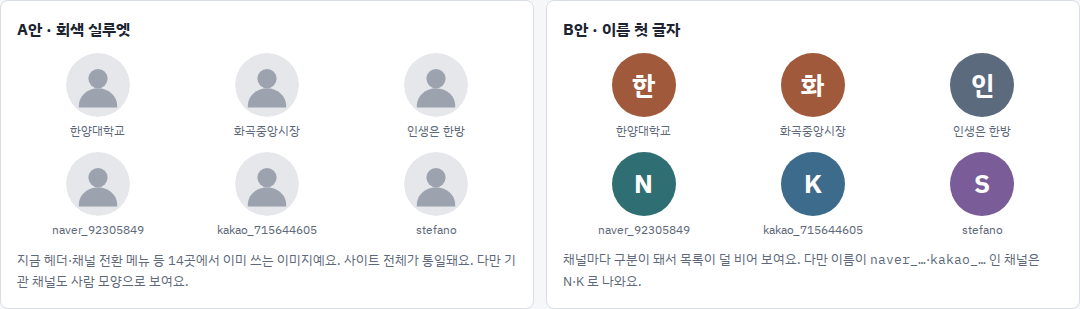 A안 · 회색 실루엣
한양대학교
화곡중앙시장
인생은 한방
naver_92305849
kakao_715644605
stefano
지금 헤더·채널 전환 메뉴 등 14곳에서 이미 쓰는 이미지예요. 사이트 전체가 통일돼요. 다만 기
관 채널도 사람 모양으로 보여요.
B안 · 이름 첫 글자
한
화
인
한양대학교
화곡중앙시장
인생은 한방
N
K
S
naver_92305849
kakao_715644605
stefano
채널마다 구분이 돼서 목록이 덜 비어 보여요. 다만 이름이 naver_…·kakao_… 인 채널은
N·K 로 나와요.